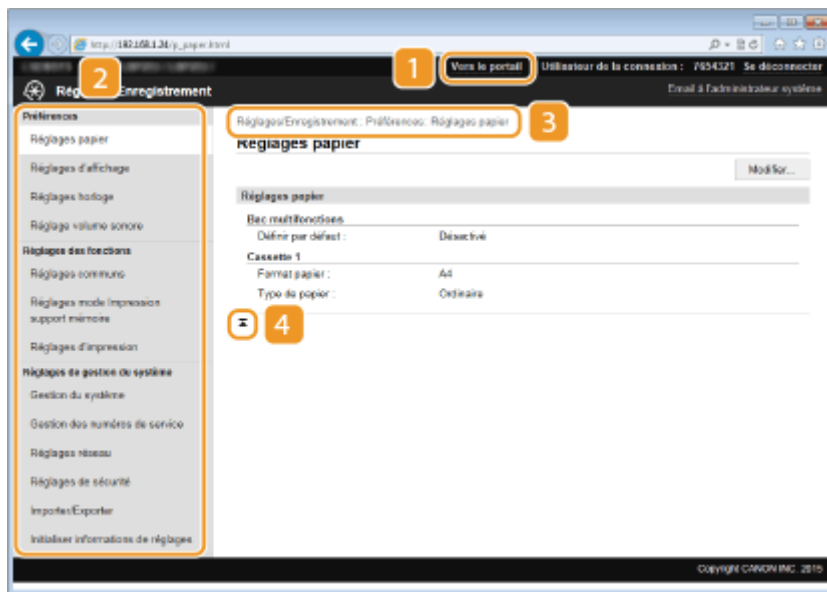 http://192.168.1.24/p_paper.html
1
Vers le portail
Utilisateur de la connexion : 7654321
Se déconnecter
2
Enregistrement
Email à l'administrateur système
Préférences
Réglages papier
Réglages d'affichage
Réglages horloge
Réglage volume sonore
Réglages des fonctions
Réglages communs
Réglages mode Impression
support mémoire
Réglages d'impression
Réglages de gestion du système
Gestion du système
Gestion des numéros de service
Réglages réseau
Réglages de sécurité
Importer/Exporter
Initialiser informations de réglages
Réglages/Enregistrement : Préférences: Réglages papier
3
Réglages papier
Modifier...
Réglages papier
Bac multifonctions
Définir par défaut :
Désactivé
Cassette 1
Format papier :
A4
Type de papier :
Ordinaire
4
Copyright CANON INC. 2015